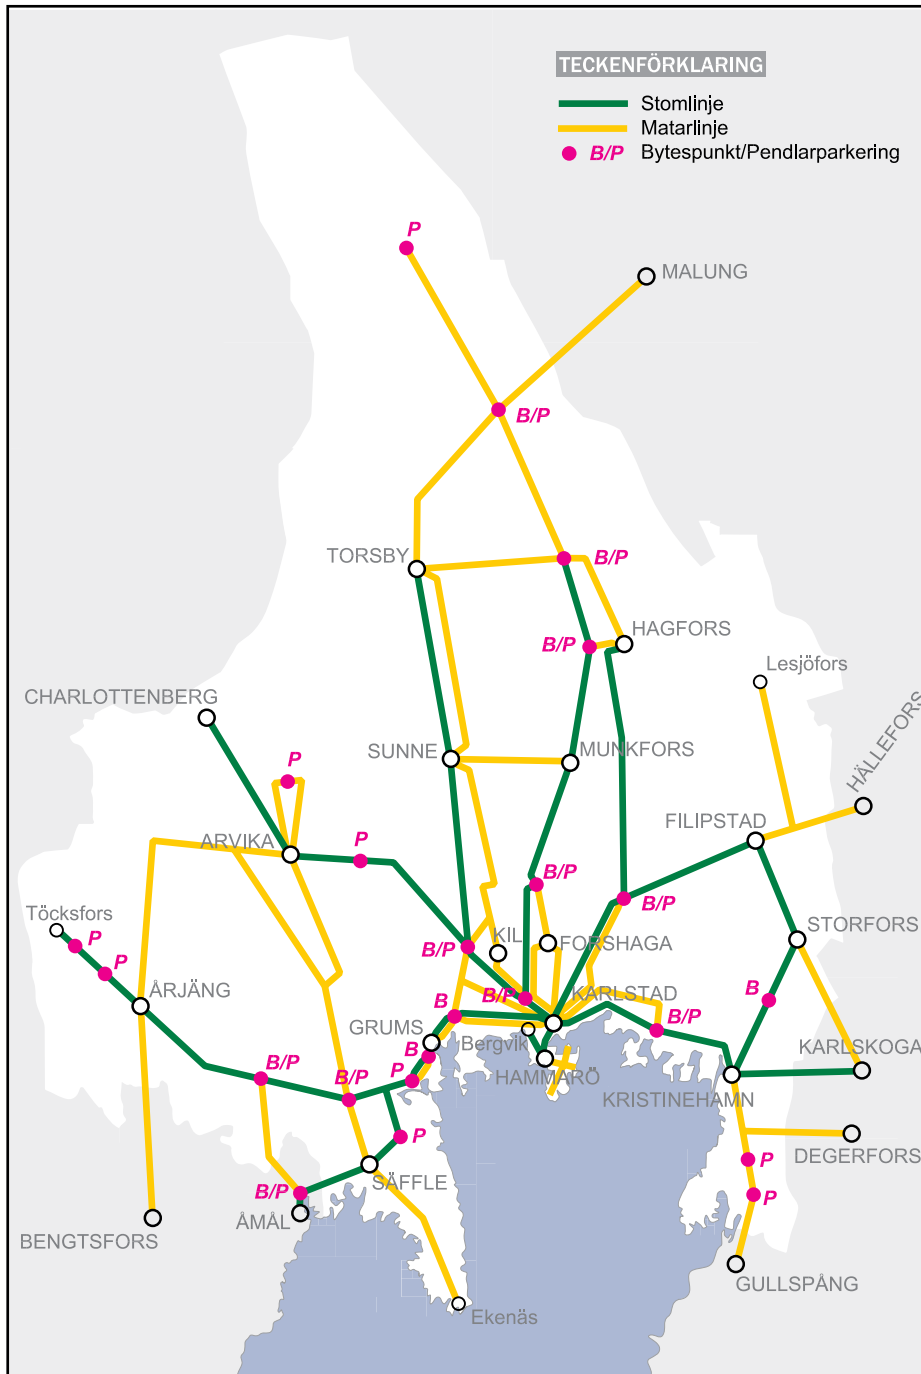 TECKENFÖRKLARING
Stomlinje
Matarlinje
B/P Bytespunkt/Pendlarparkering
P
MALUNG
B/P
TORSBY
B/P
HAGFORS
B/P
Lesjöfors
CHARLOTTENBERG
HÄLLEFORS
SUNNE
MUNKFORS
P
FILIPSTAD
ARVIKA
P
B/P
B/P
Töcksfors
STORFORS
P
B/P
KIL
FORSHAGA
P
ÅRJÄNG
B/P
B
KARLSTAD
B
B/P
GRUMS
Bergvik
B
KARLSKOGA
B/P
HAMMARÖ
P
B/P
KRISTINEHAMN
P
DEGERFORS
P
SÄFFLE
B/P
P
ÅMÅL
BENGTSFORS
GULLSPÅNG
Ekenäs